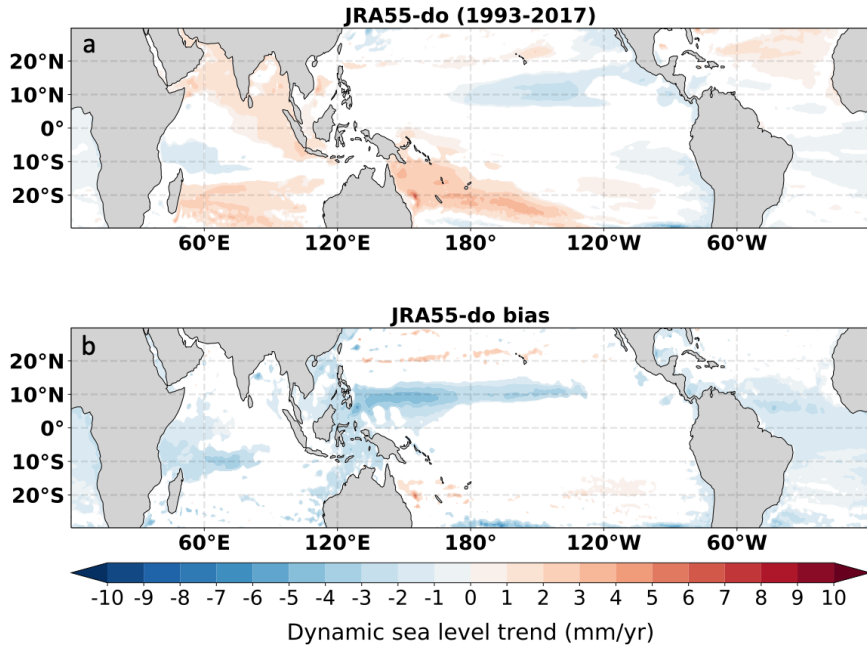 JRA55-do (1993-2017)
a
20°N
10°N
0°
10°S
20°S
60°E 120°E 180° 120°W 60°W
JRA55-do bias
b
20°N
10°N
0°
10°S
20°S
60°E 120°E 180° 120°W 60°W
-10 -9 -8 -7 -6 -5 -4 -3 -2 -1 0 1 2 3 4 5 6 7 8 9 10
Dynamic sea level trend (mm/yr)